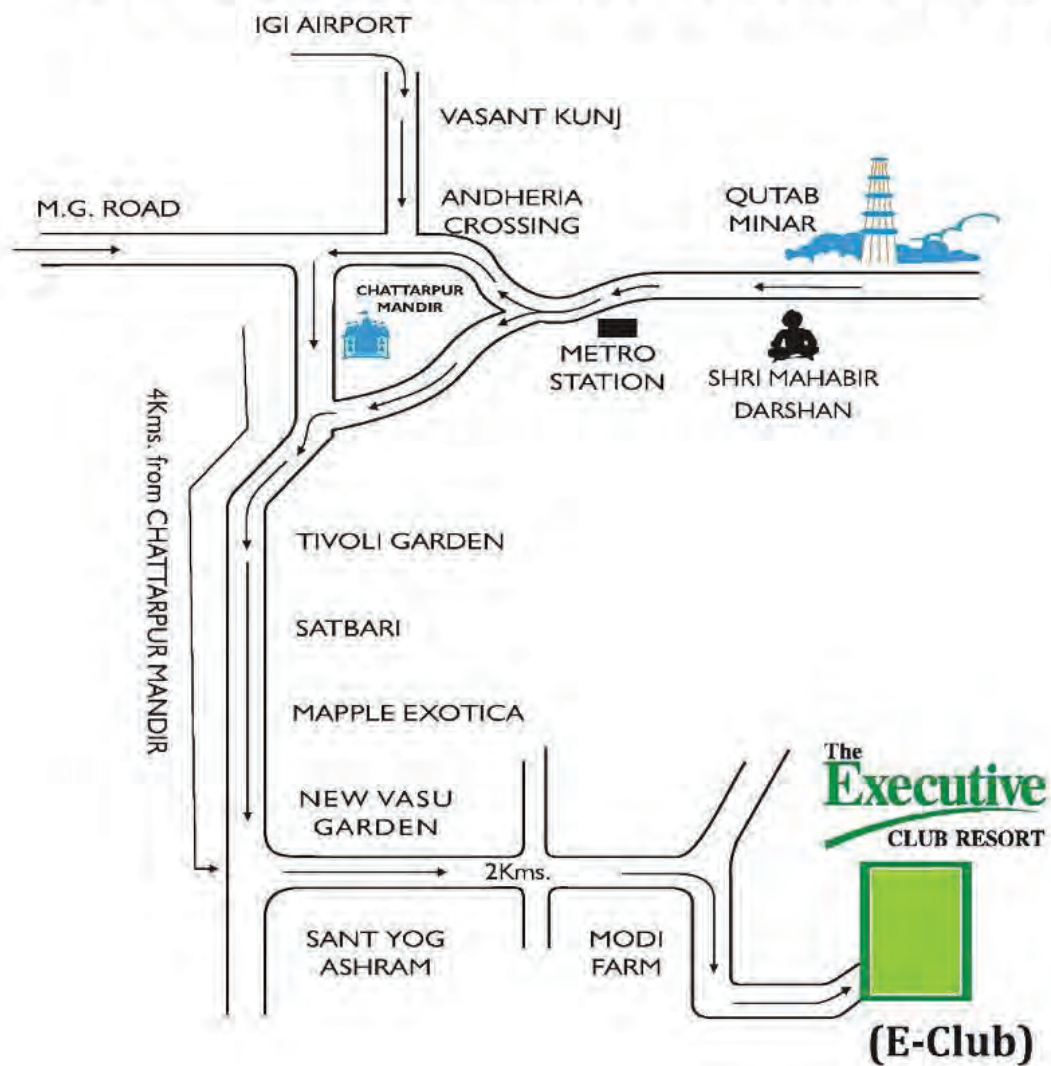 IGI AIRPORT
VASANT KUNJ
M.G. ROAD
ANDHERIA
CROSSING
QUTAB
MINAR
CHATTARPUR
MANDIR
METRO
STATION
SHRI MAHABIR
DARSHAN
4Kms. from CHATTARPUR MANDIR
TIVOLI GARDEN
SATBARI
MAPPLE EXOTICA
NEW VASU
GARDEN
2Kms.
SANT YOG
ASHRAM
MODI
FARM
The
Executive
CLUB RESORT
(E-Club)